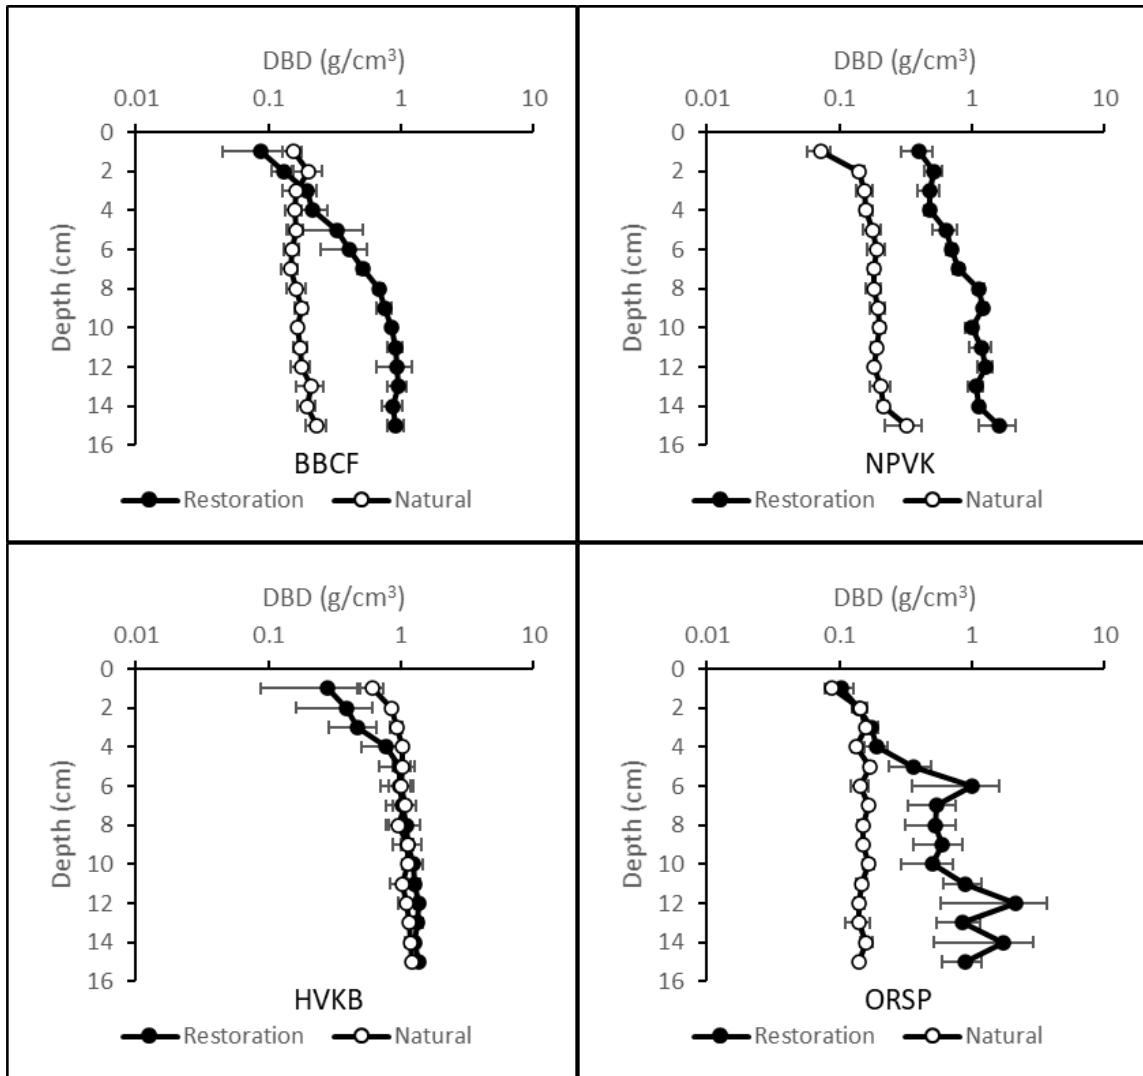 DBD (g/cm³)
0.01 0.1 1 10
0
2
4
6
8
10
12
14
16
Depth (cm)
BBCF
Restoration Natural
DBD (g/cm³)
0.01 0.1 1 10
0
2
4
6
8
10
12
14
16
Depth (cm)
NPVK
Restoration Natural
DBD (g/cm³)
0.01 0.1 1 10
0
2
4
6
8
10
12
14
16
Depth (cm)
HVKB
Restoration Natural
DBD (g/cm³)
0.01 0.1 1 10
0
2
4
6
8
10
12
14
16
Depth (cm)
ORSP
Restoration Natural